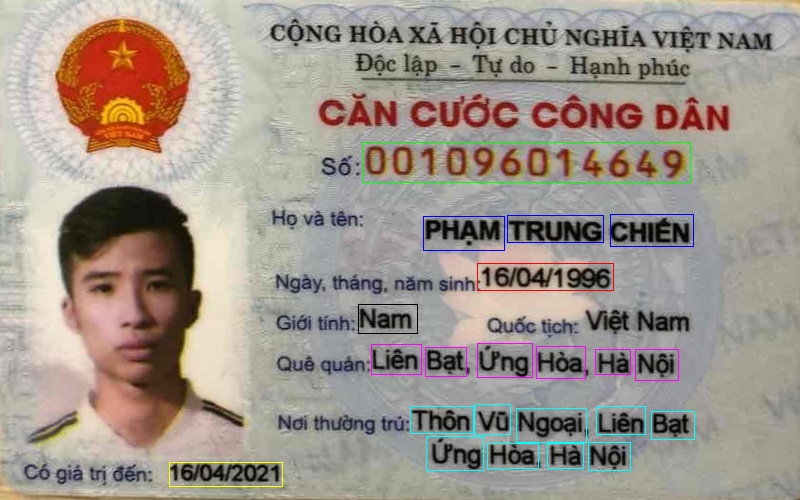 CỘNG HÒA XÃ HỘI CHỦ NGHĨA VIỆT NAM
Độc lập – Tự do – Hạnh phúc
CĂN CƯỚC CÔNG DÂN
Số: 001096014649
Họ và tên: PHẠM TRUNG CHIẾN
Ngày, tháng, năm sinh: 16/04/1996
Giới tính: Nam Quốc tịch: Việt Nam
Quê quán: Liên Bạt, Ứng Hòa, Hà Nội
Nơi thường trú: Thôn Vũ Ngoại, Liên Bạt
Ứng Hòa, Hà Nội
Có giá trị đến: 16/04/2021